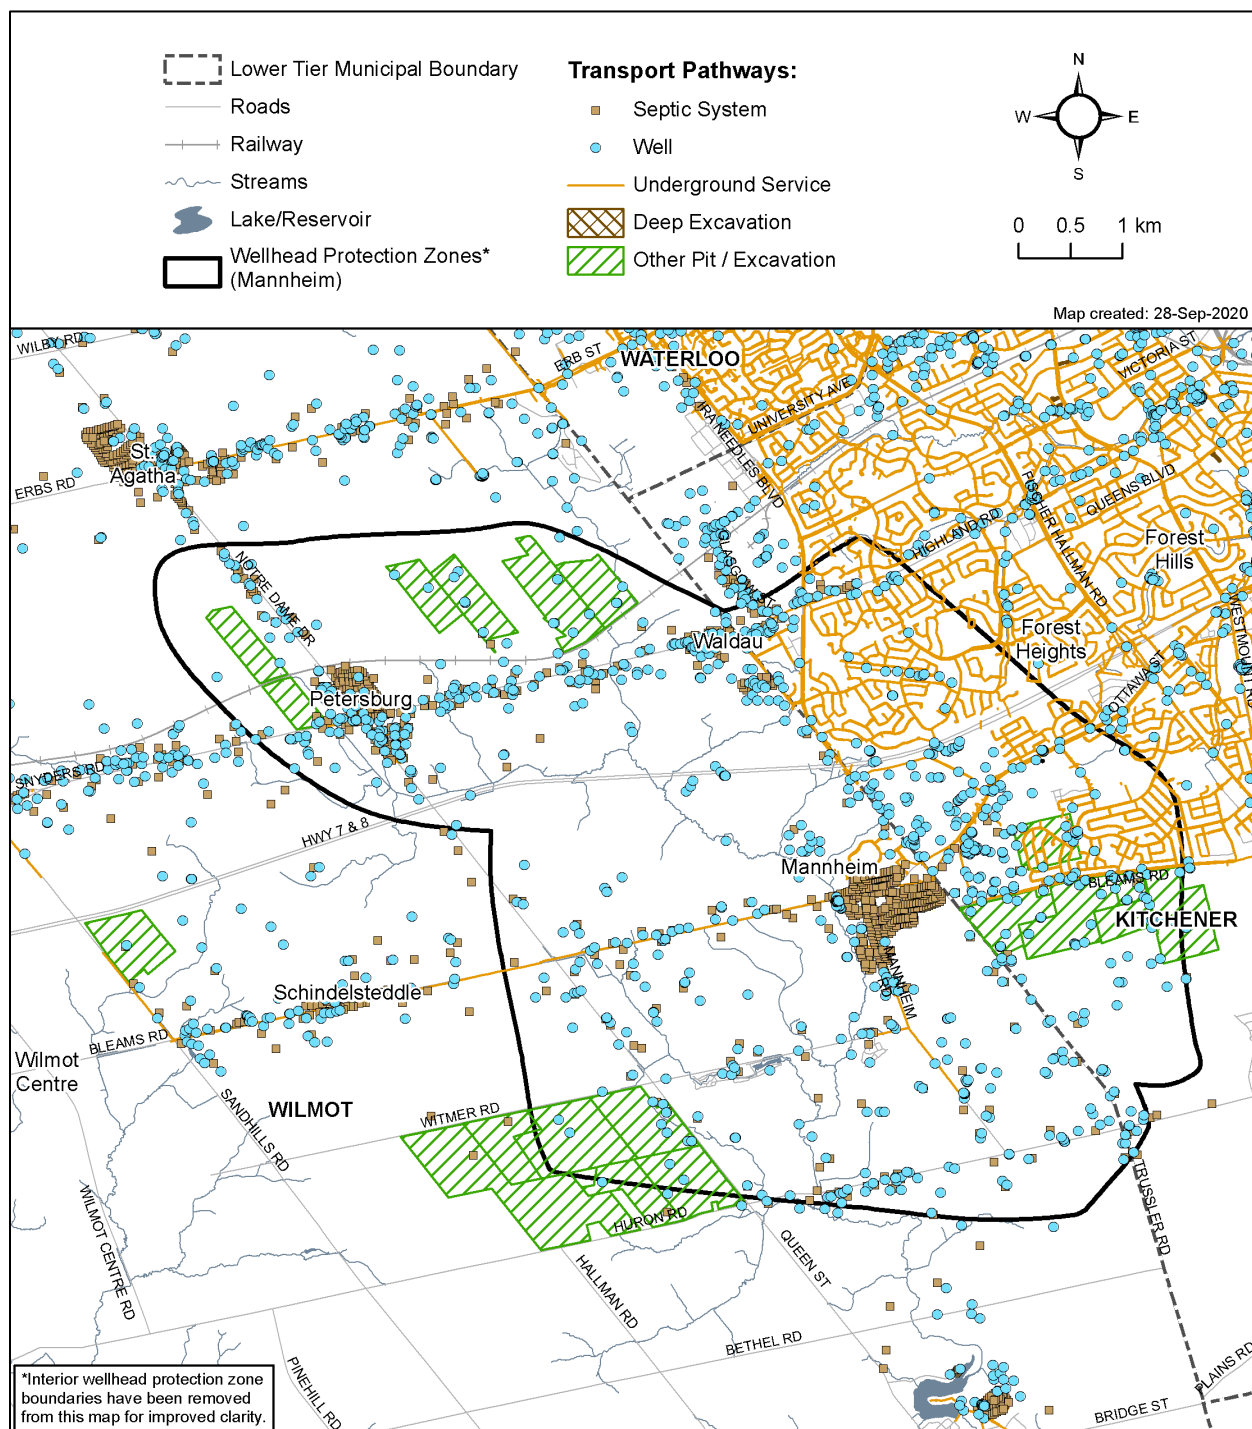 Lower Tier Municipal Boundary
Roads
Railway
Streams
Lake/Reservoir
Wellhead Protection Zones*
(Mannheim)
Transport Pathways:
Septic System
Well
Underground Service
Deep Excavation
Other Pit / Excavation
N
W
E
S
0
0.5
1 km
Map created: 28-Sep-2020
WILBY RD
ERB ST
WATERLOO
VICTORIA ST
UNIVERSITY AVE
IRA NEEDLES BLVD
St.
Agatha
ERBS RD
FISCHER HALLMAN RD
QUEENS BLVD
HIGHLAND RD
Forest
Hills
GLASGOW ST
NOTRE DAME DR
WESTMOUNT RD
Waldau
Forest
Heights
OTTAWA ST
Petersburg
SNYDERS RD
HWY 7 & 8
Mannheim
BLEAMS RD
KITCHENER
MANNHEIM
RD
Schindelsteddle
BLEAMS RD
Wilmot
Centre
SANDHILLS RD
WILMOT
WITMER RD
WILMOT CENTRE RD
HURON RD
TRUSSLER RD
QUEEN ST
HALLMAN RD
BETHEL RD
PINEHILL RD
PLAINS RD
BRIDGE ST
*Interior wellhead protection zone
boundaries have been removed
from this map for improved clarity.